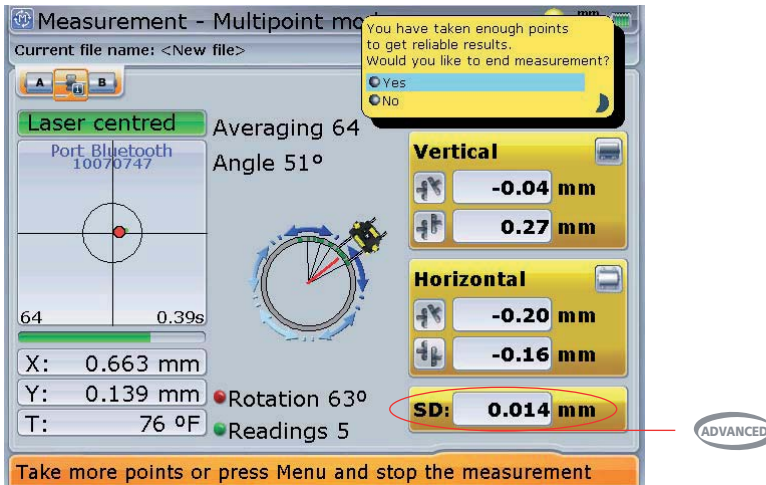 Measurement - Multipoint mo
mm
Current file name: <New file>
You have taken enough points
to get reliable results.
Would you like to end measurement?
Yes
No
A
B
Laser centred
Port Bluetooth
10070747
64 0.39s
X: 0.663 mm
Y: 0.139 mm
T: 76 ºF
Averaging 64
Angle 51º
Rotation 63º
Readings 5
Vertical
-0.04 mm
0.27 mm
Horizontal
-0.20 mm
-0.16 mm
SD: 0.014 mm
ADVANCED
Take more points or press Menu and stop the measurement